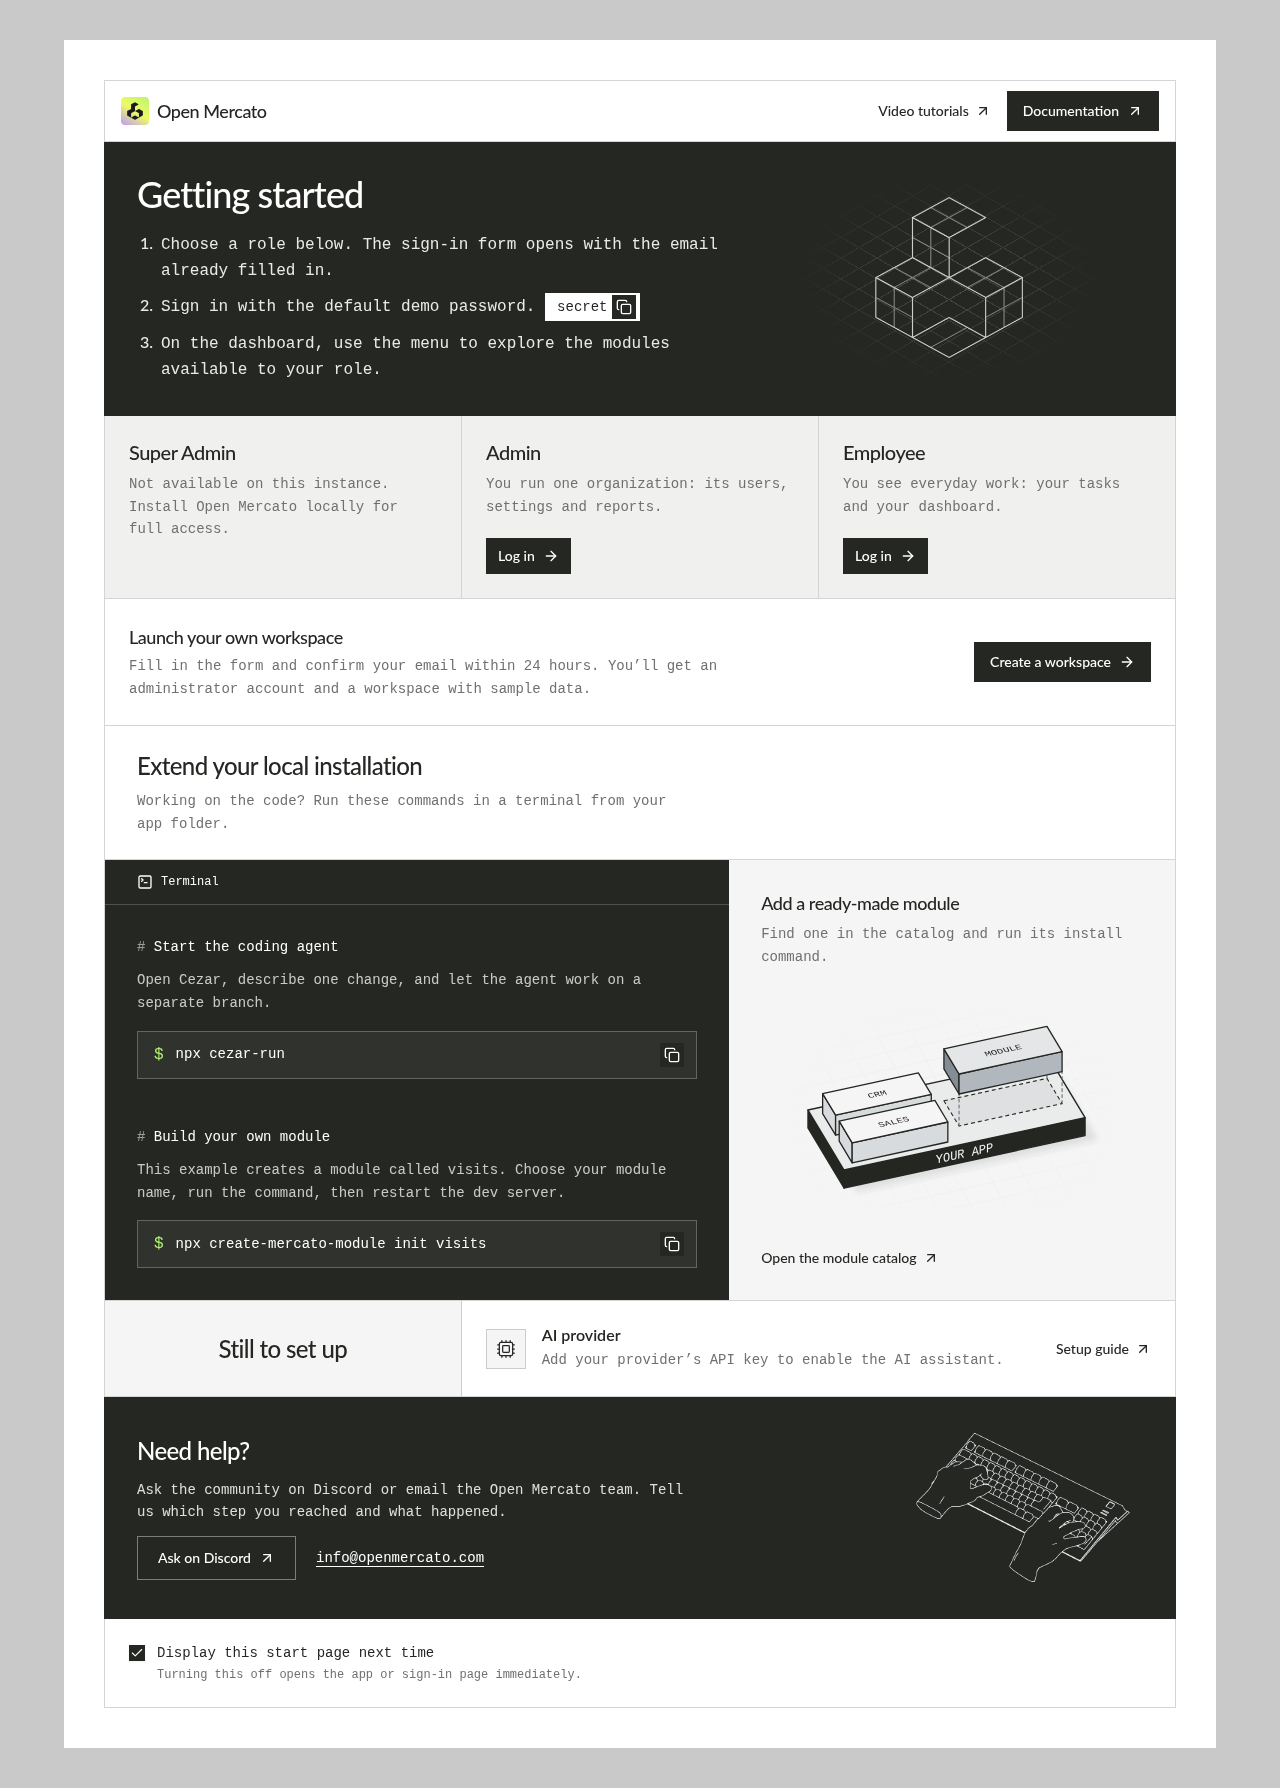 Open Mercato
Video tutorials
Documentation
Getting started
1. Choose a role below. The sign-in form opens with the email
already filled in.
2. Sign in with the default demo password. secret
3. On the dashboard, use the menu to explore the modules
available to your role.
Super Admin
Not available on this instance.
Install Open Mercato locally for
full access.
Admin
You run one organization: its users,
settings and reports.
Log in
Employee
You see everyday work: your tasks
and your dashboard.
Log in
Launch your own workspace
Fill in the form and confirm your email within 24 hours. You’ll get an
administrator account and a workspace with sample data.
Create a workspace
Extend your local installation
Working on the code? Run these commands in a terminal from your
app folder.
Terminal
# Start the coding agent
Open Cezar, describe one change, and let the agent work on a
separate branch.
$ npx cezar-run
# Build your own module
This example creates a module called visits. Choose your module
name, run the command, then restart the dev server.
$ npx create-mercato-module init visits
Add a ready-made module
Find one in the catalog and run its install
command.
MODULE
CRM
SALES
YOUR APP
Open the module catalog
Still to set up
AI provider
Add your provider’s API key to enable the AI assistant.
Setup guide
Need help?
Ask the community on Discord or email the Open Mercato team. Tell
us which step you reached and what happened.
Ask on Discord
info@openmercato.com
Display this start page next time
Turning this off opens the app or sign-in page immediately.